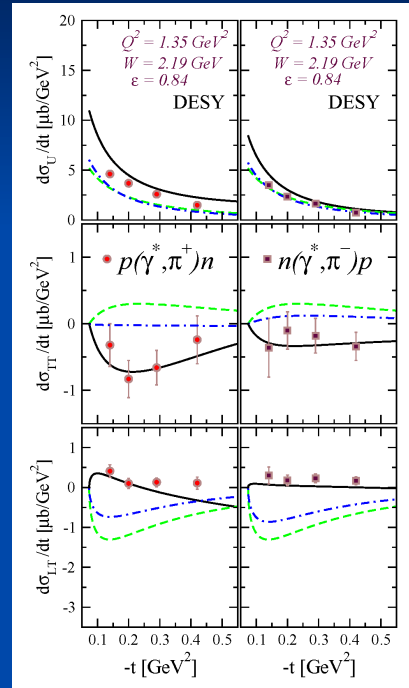 Q² = 1.35 GeV²
W = 2.19 GeV
ε = 0.84
DESY
Q² = 1.35 GeV²
W = 2.19 GeV
ε = 0.84
DESY
dσ_U/dt [μb/GeV²]
20
15
10
5
0
p(γ*,π⁺)n
n(γ*,π⁻)p
dσ_TT/dt [μb/GeV²]
1
0
-1
dσ_LT/dt [μb/GeV²]
1
0
-1
-2
-3
0.1 0.2 0.3 0.4 0.5
0.1 0.2 0.3 0.4 0.5
-t [GeV²]
-t [GeV²]